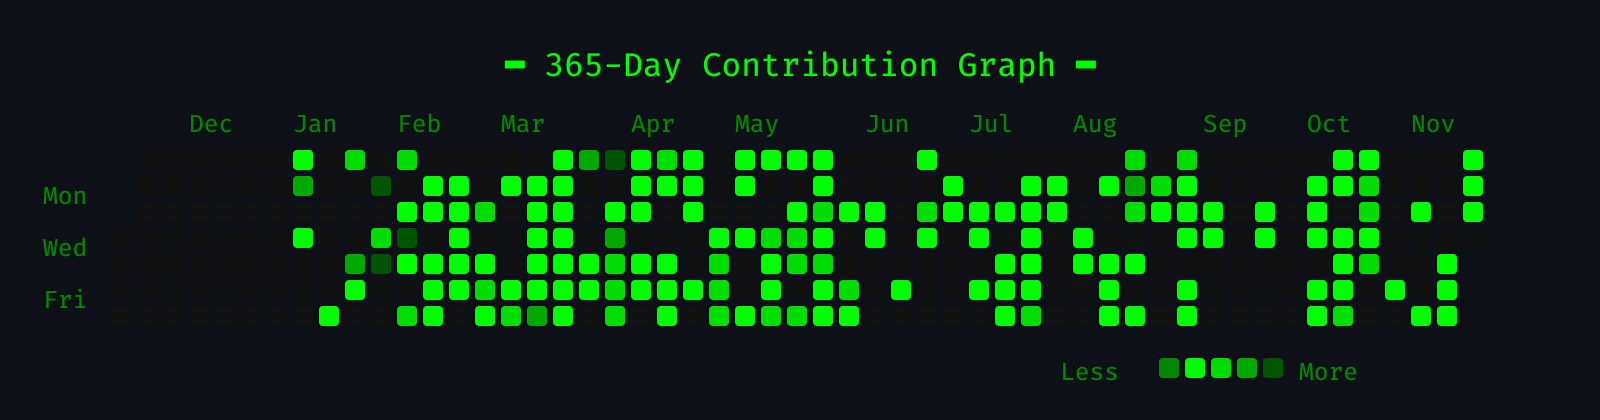 365-Day Contribution Graph
Dec Jan Feb Mar Apr May Jun Jul Aug Sep Oct Nov
Mon
Wed
Fri
Less More